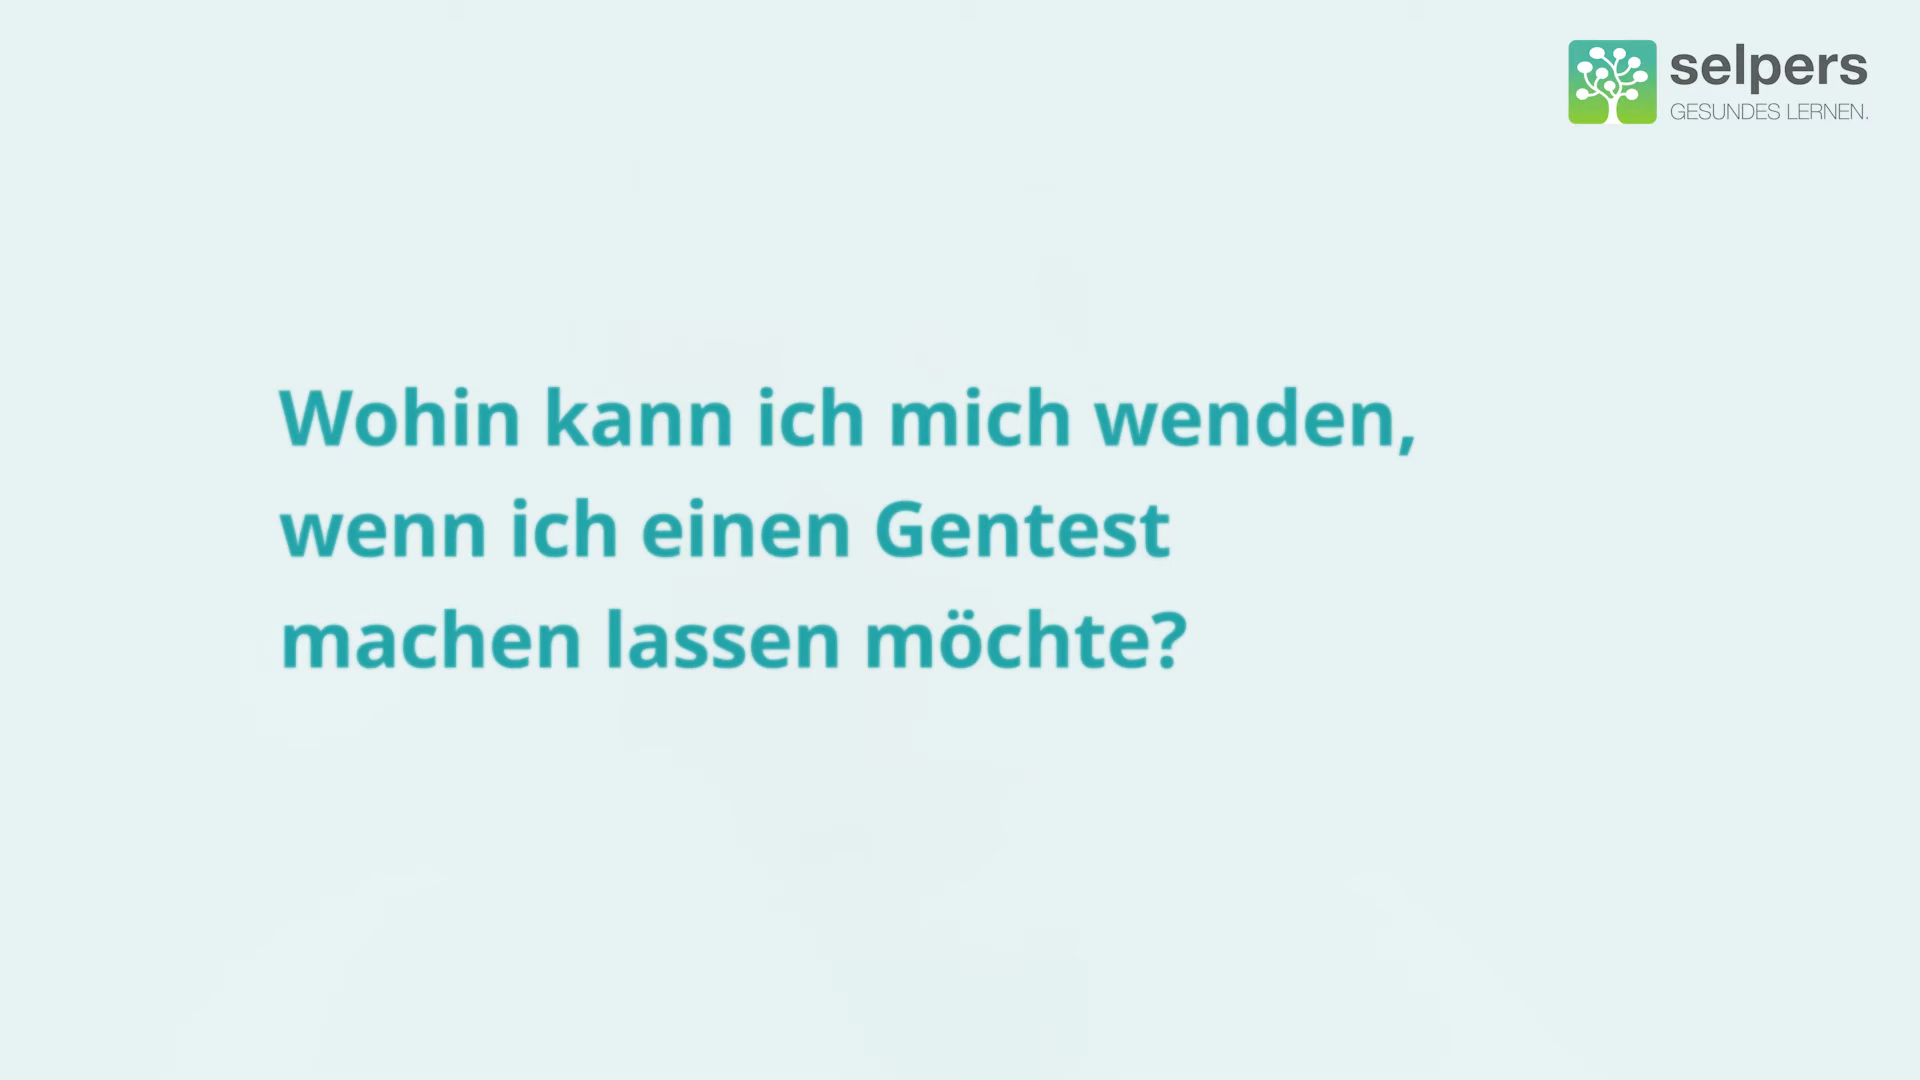 selpers
GESUNDES LERNEN.
Wohin kann ich mich wenden,
wenn ich einen Gentest
machen lassen möchte?